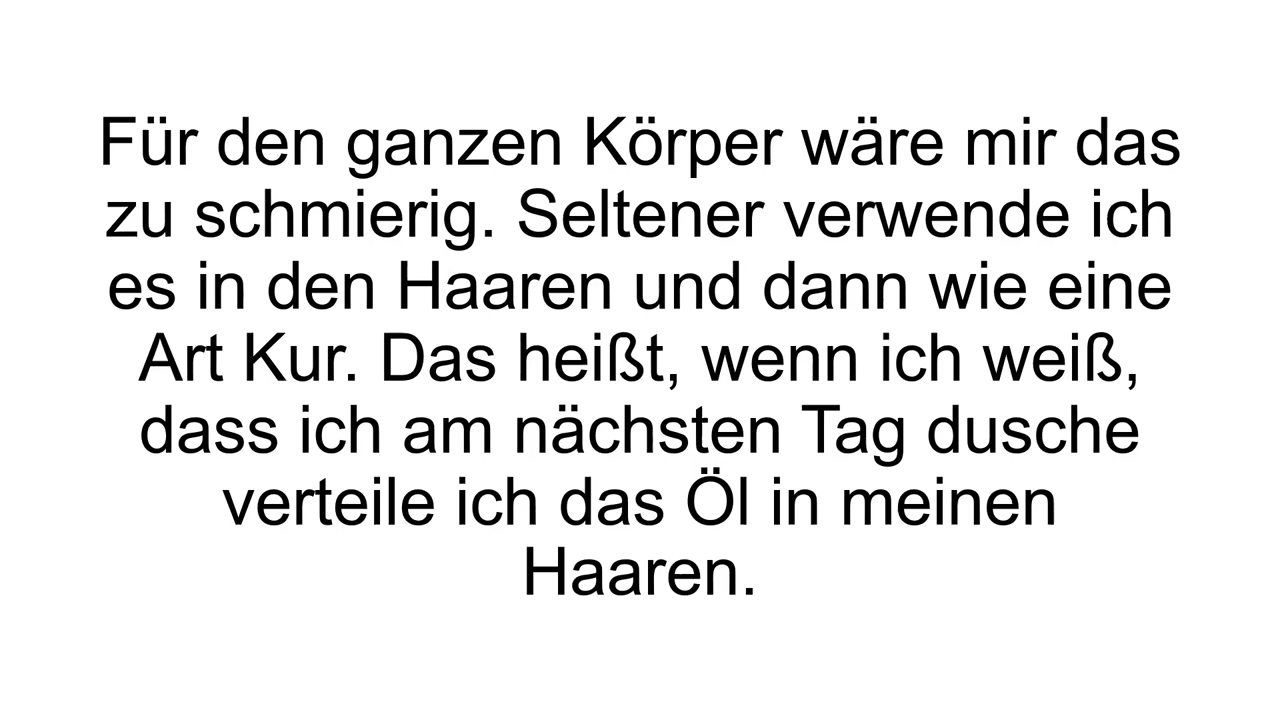 Für den ganzen Körper wäre mir das
zu schmierig. Seltener verwende ich
es in den Haaren und dann wie eine
Art Kur. Das heißt, wenn ich weiß,
dass ich am nächsten Tag dusche
verteile ich das Öl in meinen
Haaren.